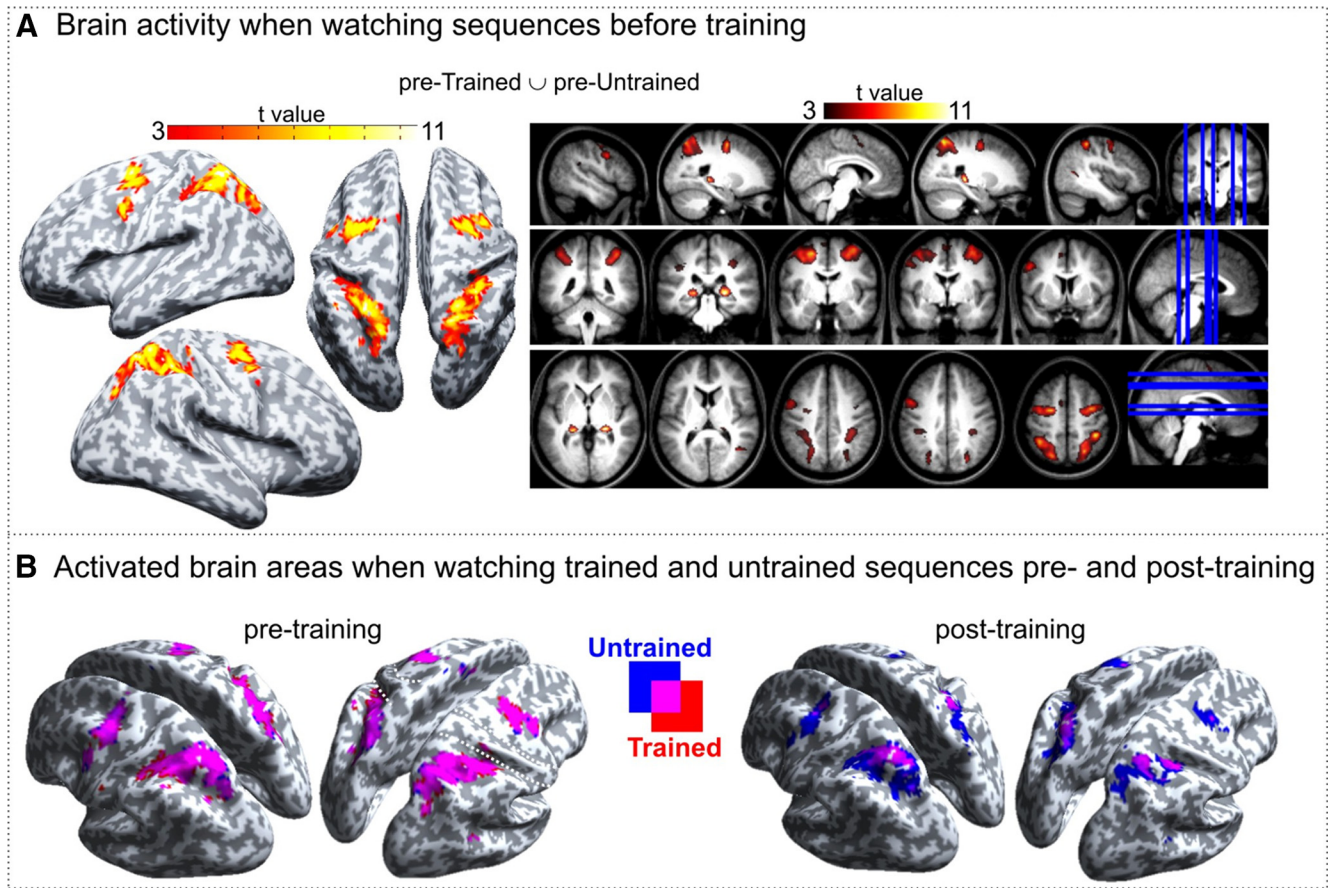 A Brain activity when watching sequences before training
pre-Trained ∪ pre-Untrained
t value
3 11
t value
3 11
B Activated brain areas when watching trained and untrained sequences pre- and post-training
pre-training
Untrained
Trained
post-training